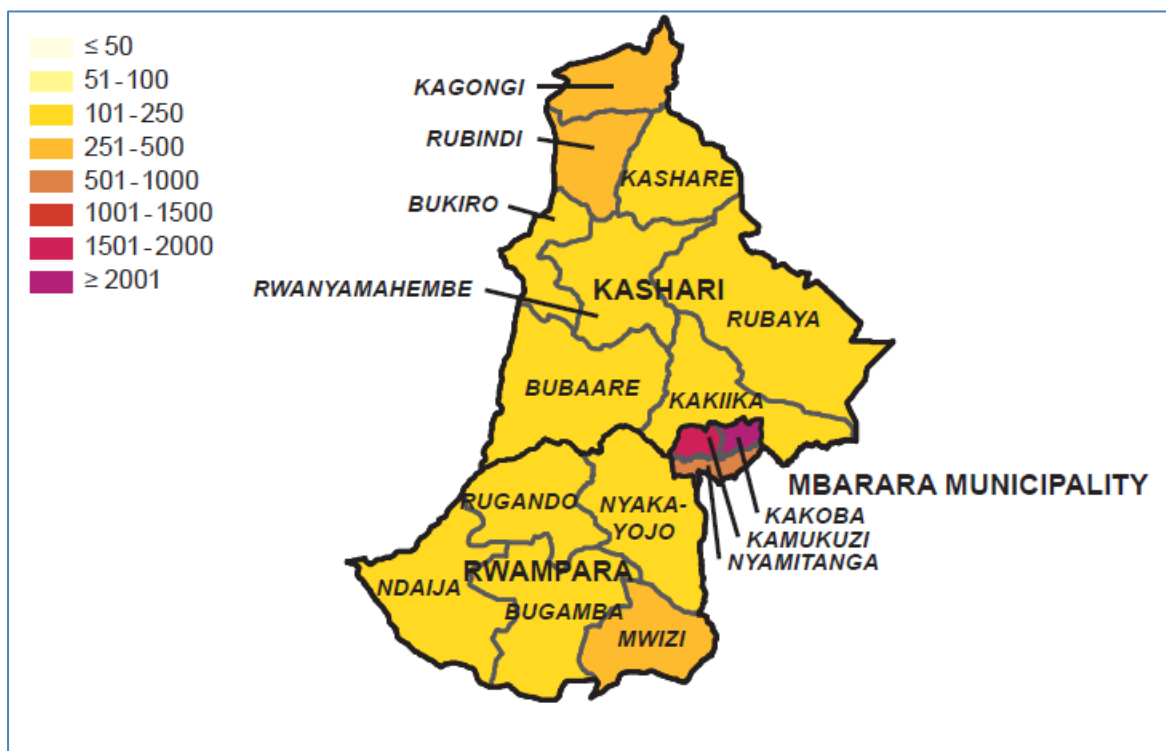 ≤ 50
51-100
101-250
251-500
501-1000
1001-1500
1501-2000
≥ 2001
KAGONGI
RUBINDI
KASHARE
BUKIRO
RWANYAMAHEMBE
KASHARI
RUBAYA
BUBAARE
KAKIIKA
MBARARA MUNICIPALITY
KAKOBA
KAMUKUZI
NYAMITANGA
RUGANDO
NYAKA-
YOJO
RWAMPARA
NDAIJA
BUGAMBA
MWIZI